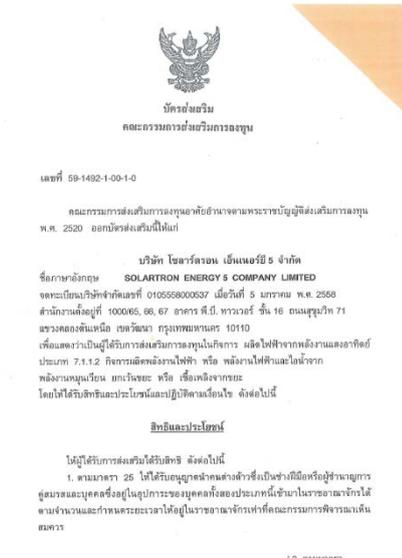 บัตรส่งเสริม
คณะกรรมการส่งเสริมการลงทุน
เลขที่ 59-1492-1-00-1-0
คณะกรรมการส่งเสริมการลงทุนอาศัยอำนาจตามพระราชบัญญัติส่งเสริมการลงทุน
พ.ศ. 2520 ออกบัตรส่งเสริมนี้ให้แก่
บริษัท โซลาร์ตรอน เอ็นเนอร์ยี 5 จำกัด
ชื่อภาษาอังกฤษ SOLARTRON ENERGY 5 COMPANY LIMITED
จดทะเบียนบริษัทจำกัดเลขที่ 0105558000537 เมื่อวันที่ 5 มกราคม พ.ศ. 2558
สำนักงานตั้งอยู่ที่ 1000/65, 66, 67 อาคาร พี.บี. ทาวเวอร์ ชั้น 16 ถนนสุขุมวิท 71
แขวงคลองตันเหนือ เขตวัฒนา กรุงเทพมหานคร 10110
เพื่อแสดงว่าเป็นผู้ได้รับการส่งเสริมการลงทุนในกิจการ ผลิตไฟฟ้าจากพลังงานแสงอาทิตย์
ประเภท 7.1.1.2 กิจการผลิตพลังงานไฟฟ้า หรือ พลังงานไฟฟ้าและไอน้ำจาก
พลังงานหมุนเวียน ยกเว้นขยะ หรือ เชื้อเพลิงจากขยะ
โดยให้ได้รับสิทธิและประโยชน์และปฏิบัติตามเงื่อนไข ดังต่อไปนี้
สิทธิและประโยชน์
ให้ผู้ได้รับการส่งเสริมได้รับสิทธิ ดังต่อไปนี้
1. ตามมาตรา 25 ให้ได้รับอนุญาตนำคนต่างด้าวซึ่งเป็นช่างฝีมือหรือผู้ชำนาญการ
คู่สมรสและบุคคลซึ่งอยู่ในอุปการะของบุคคลทั้งสองประเภทนี้เข้ามาในราชอาณาจักรได้
ตามจำนวนและกำหนดระยะเวลาให้อยู่ในราชอาณาจักรเท่าที่คณะกรรมการพิจารณาเห็น
สมควร